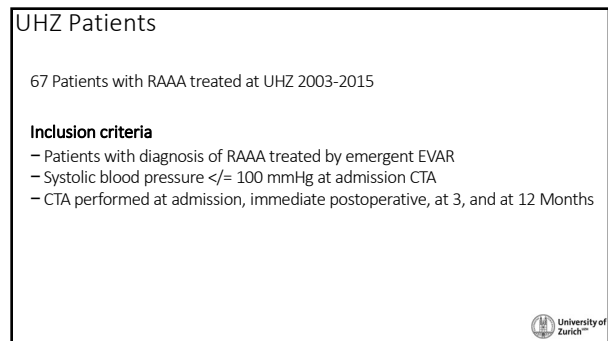 UHZ Patients
67 Patients with RAAA treated at UHZ 2003-2015
Inclusion criteria
– Patients with diagnosis of RAAA treated by emergent EVAR
– Systolic blood pressure </= 100 mmHg at admission CTA
– CTA performed at admission, immediate postoperative, at 3, and at 12 Months
University of
Zurich